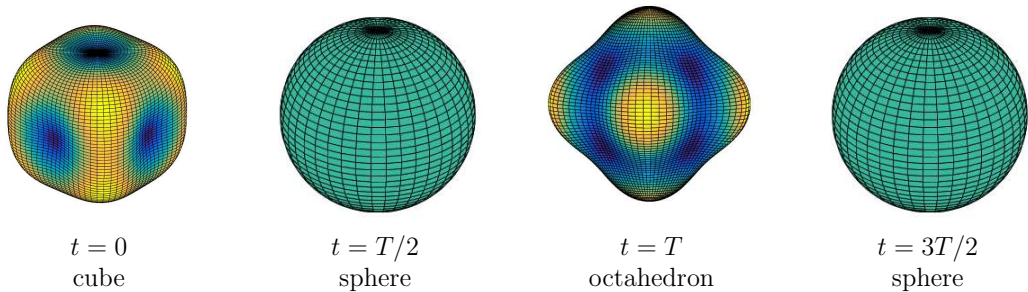 t = 0
cube
t = T/2
sphere
t = T
octahedron
t = 3T/2
sphere